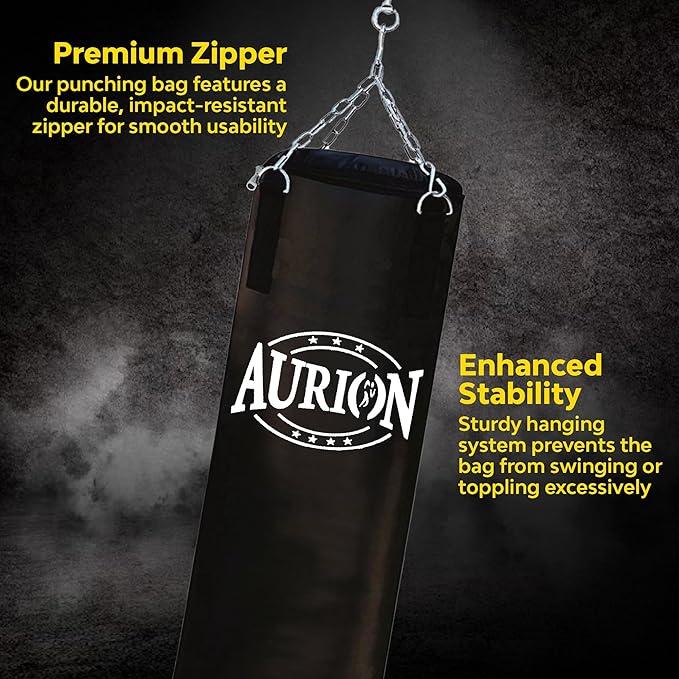 Premium Zipper
Our punching bag features a
durable, impact-resistant
zipper for smooth usability
AURION
Enhanced
Stability
Sturdy hanging
system prevents the
bag from swinging or
toppling excessively